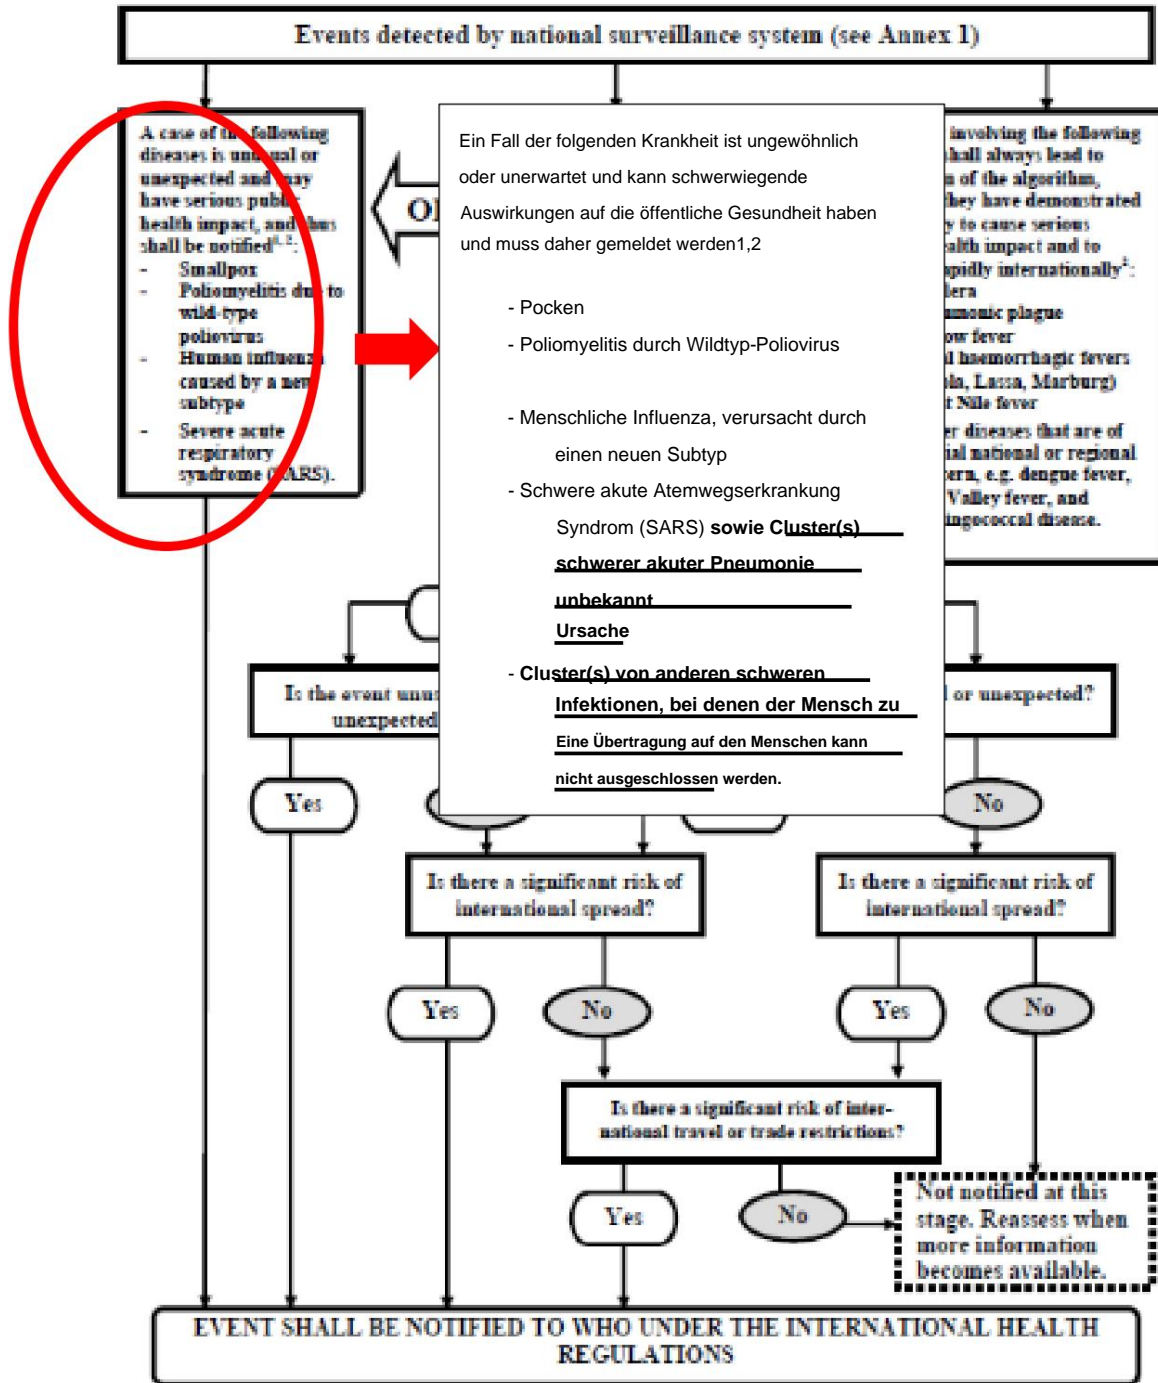 Events detected by national surveillance system (see Annex 1)
A case of the following
diseases is unusual or
unexpected and may
have serious public
health impact, and thus
shall be notified1, 2:
- Smallpox
- Poliomyelitis due to
wild-type
poliovirus
- Human influenza
caused by a new
subtype
- Severe acute
respiratory
syndrome (SARS).
Ein Fall der folgenden Krankheit ist ungewöhnlich
oder unerwartet und kann schwerwiegende
Auswirkungen auf die öffentliche Gesundheit haben
und muss daher gemeldet werden1,2
- Pocken
- Poliomyelitis durch Wildtyp-Poliovirus
- Menschliche Influenza, verursacht durch
einen neuen Subtyp
- Schwere akute Atemwegserkrankung
Syndrom (SARS) sowie Cluster(s)
schwerer akuter Pneumonie
unbekannt
Ursache
- Cluster(s) von anderen schweren
Infektionen, bei denen der Mensch zu
Eine Übertragung auf den Menschen kann
nicht ausgeschlossen werden.
involving the following
shall always lead to
of the algorithm,
they have demonstrated
to cause serious
impact and to
internationally2:
plague
fever
haemorrhagic fevers
Lassa, Marburg)
Nile fever
diseases that are of
national or regional
e.g. dengue fever,
Valley fever, and
disease.
Is the event
unexpected
or unexpected?
Yes
No
Is there a significant risk of
international spread?
Is there a significant risk of
international spread?
Yes
No
Yes
No
Is there a significant risk of inter-
national travel or trade restrictions?
Yes
No
Not notified at this
stage. Reassess when
more information
becomes available.
EVENT SHALL BE NOTIFIED TO WHO UNDER THE INTERNATIONAL HEALTH
REGULATIONS